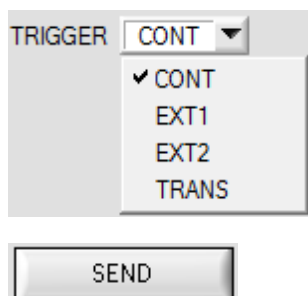 TRIGGER CONT
CONT
EXT1
EXT2
TRANS
SEND